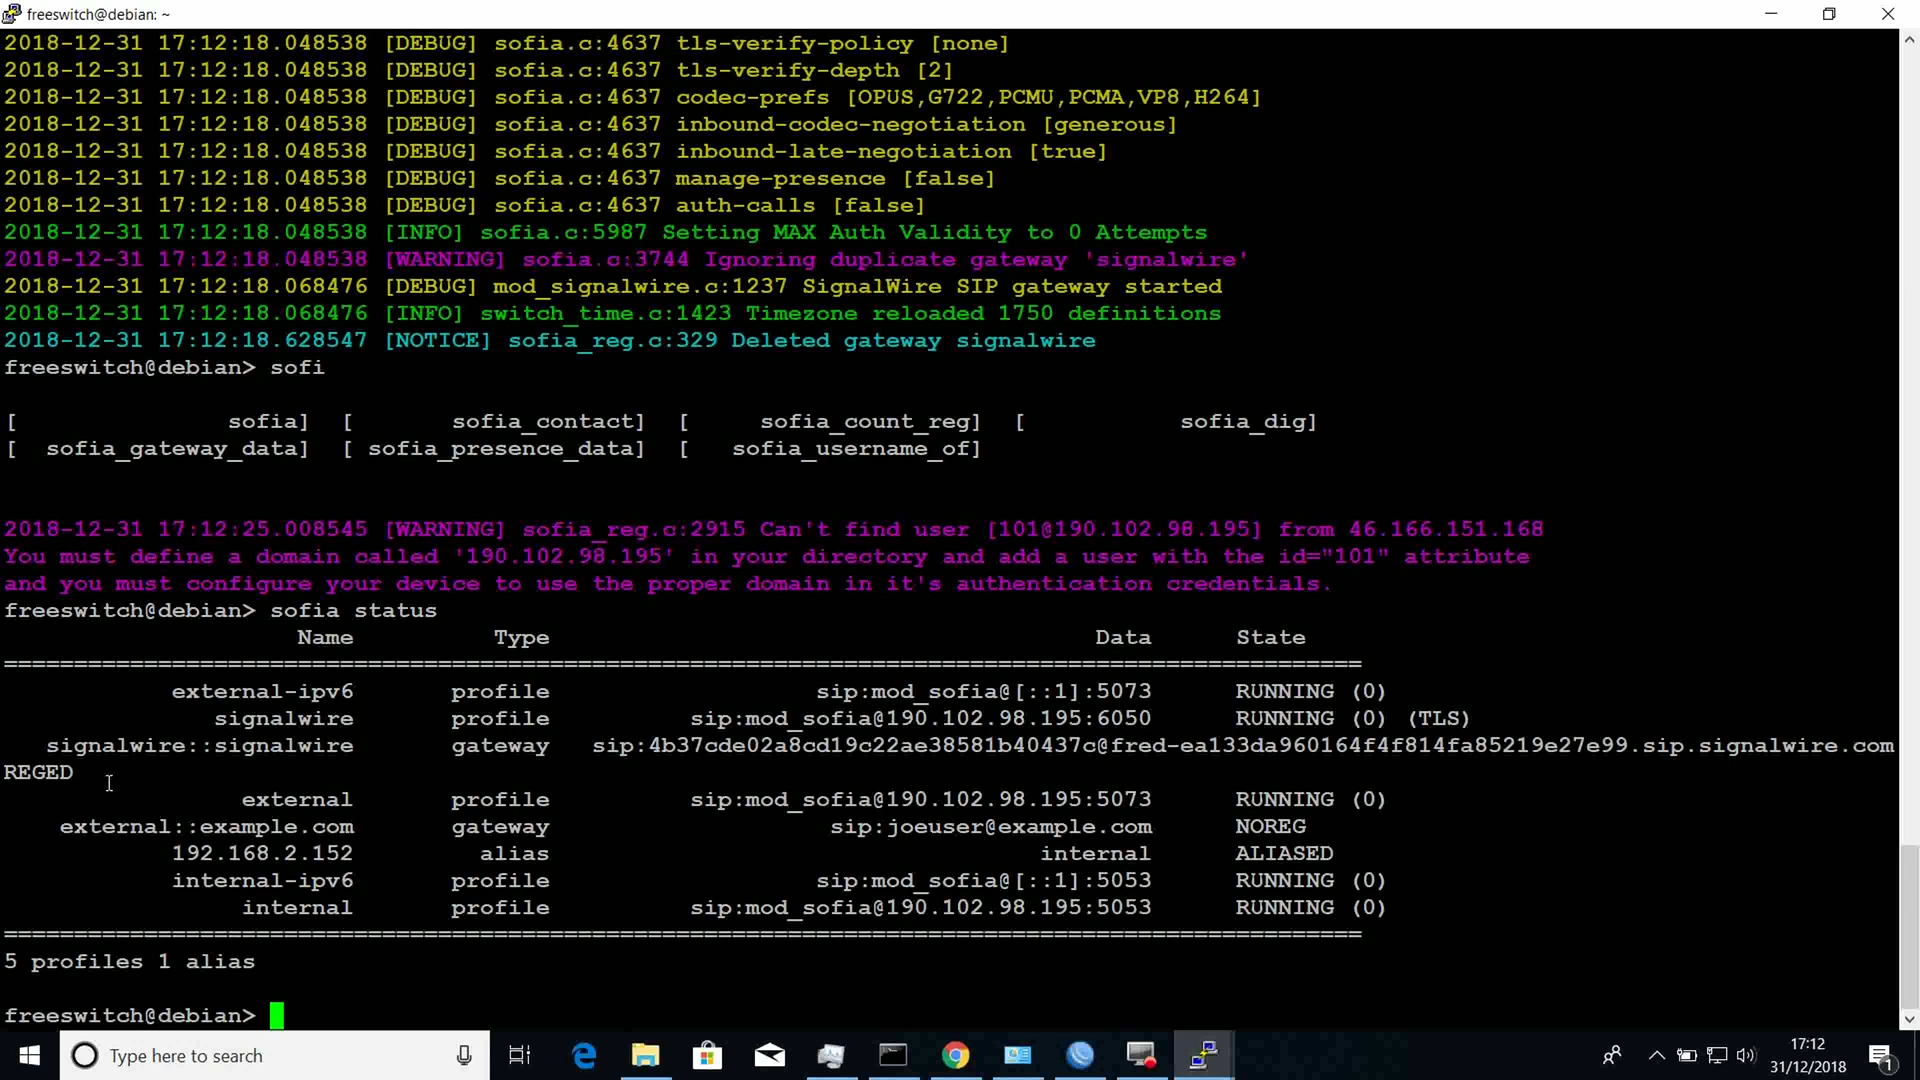 freeswitch@debian: ~
2018-12-31 17:12:18.048538 [DEBUG] sofia.c:4637 tls-verify-policy [none]
2018-12-31 17:12:18.048538 [DEBUG] sofia.c:4637 tls-verify-depth [2]
2018-12-31 17:12:18.048538 [DEBUG] sofia.c:4637 codec-prefs [OPUS,G722,PCMU,PCMA,VP8,H264]
2018-12-31 17:12:18.048538 [DEBUG] sofia.c:4637 inbound-codec-negotiation [generous]
2018-12-31 17:12:18.048538 [DEBUG] sofia.c:4637 inbound-late-negotiation [true]
2018-12-31 17:12:18.048538 [DEBUG] sofia.c:4637 manage-presence [false]
2018-12-31 17:12:18.048538 [DEBUG] sofia.c:4637 auth-calls [false]
2018-12-31 17:12:18.048538 [INFO] sofia.c:5987 Setting MAX Auth Validity to 0 Attempts
2018-12-31 17:12:18.048538 [WARNING] sofia.c:3744 Ignoring duplicate gateway 'signalwire'
2018-12-31 17:12:18.068476 [DEBUG] mod_signalwire.c:1237 SignalWire SIP gateway started
2018-12-31 17:12:18.068476 [INFO] switch_time.c:1423 Timezone reloaded 1750 definitions
2018-12-31 17:12:18.628547 [NOTICE] sofia_reg.c:329 Deleted gateway signalwire
freeswitch@debian> sofi
[ sofia] [ sofia_contact] [ sofia_count_reg] [ sofia_dig]
[ sofia_gateway_data] [ sofia_presence_data] [ sofia_username_of]
2018-12-31 17:12:25.008545 [WARNING] sofia_reg.c:2915 Can't find user [101@190.102.98.195] from 46.166.151.168
You must define a domain called '190.102.98.195' in your directory and add a user with the id="101" attribute
and you must configure your device to use the proper domain in it's authentication credentials.
freeswitch@debian> sofia status
Name Type Data State
=================================================================================================
external-ipv6 profile sip:mod_sofia@[::1]:5073 RUNNING (0)
signalwire profile sip:mod_sofia@190.102.98.195:6050 RUNNING (0) (TLS)
signalwire::signalwire gateway sip:4b37cde02a8cd19c22ae38581b40437c@fred-ea133da960164f4f814fa85219e27e99.sip.signalwire.com
REGED
external profile sip:mod_sofia@190.102.98.195:5073 RUNNING (0)
external::example.com gateway sip:joeuser@example.com NOREG
192.168.2.152 alias internal ALIASED
internal-ipv6 profile sip:mod_sofia@[::1]:5053 RUNNING (0)
internal profile sip:mod_sofia@190.102.98.195:5053 RUNNING (0)
=================================================================================================
5 profiles 1 alias
freeswitch@debian>
Type here to search
17:12
31/12/2018
1